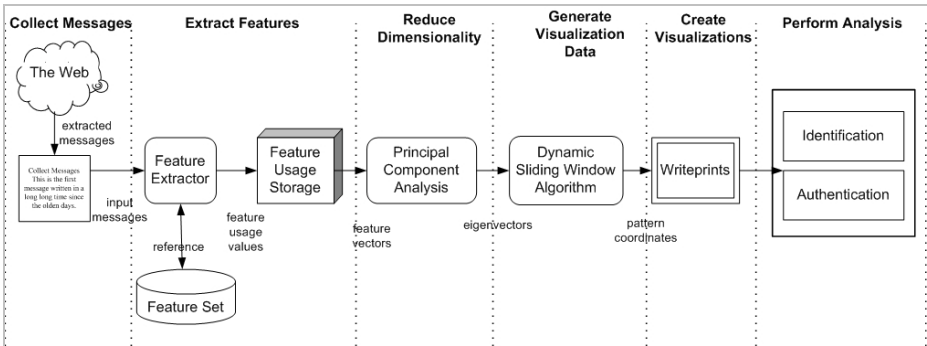 Collect Messages
Extract Features
Reduce
Dimensionality
Generate
Visualization
Data
Create
Visualizations
Perform Analysis
The Web
extracted
messages
Collect Messages
This is the first
message written in a
long long time since
the olden days.
input
messages
Feature
Extractor
reference
Feature Set
feature
usage
values
Feature
Usage
Storage
feature
vectors
Principal
Component
Analysis
eigenvectors
Dynamic
Sliding Window
Algorithm
pattern
coordinates
Writeprints
Identification
Authentication